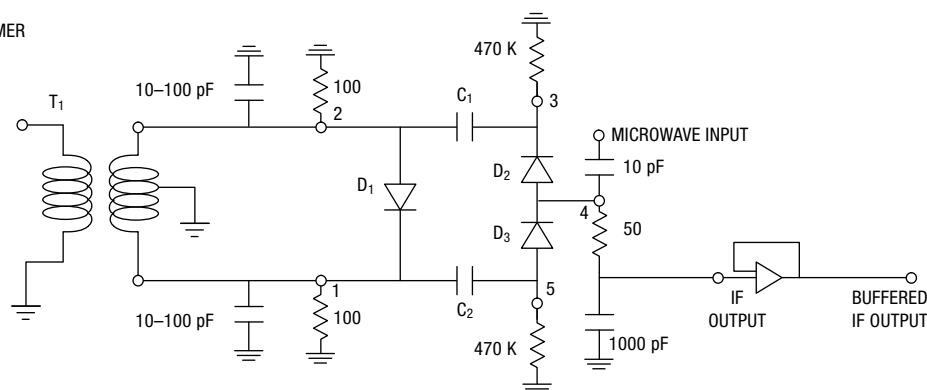 MER
T1
10–100 pF
100
2
C1
470 K
3
MICROWAVE INPUT
10 pF
D1
D2
4
50
D3
5
1
C2
10–100 pF
100
470 K
1000 pF
IF
OUTPUT
BUFFERED
IF OUTPUT